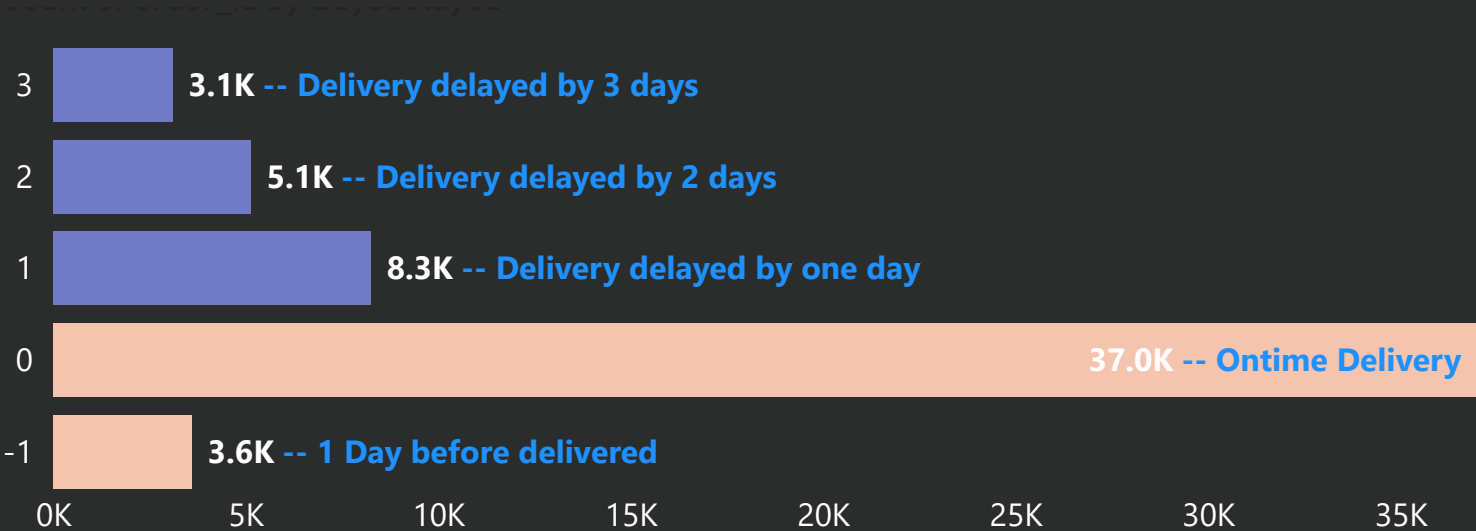 3 3.1K -- Delivery delayed by 3 days
2 5.1K -- Delivery delayed by 2 days
1 8.3K -- Delivery delayed by one day
0 37.0K -- Ontime Delivery
-1 3.6K -- 1 Day before delivered
0K 5K 10K 15K 20K 25K 30K 35K